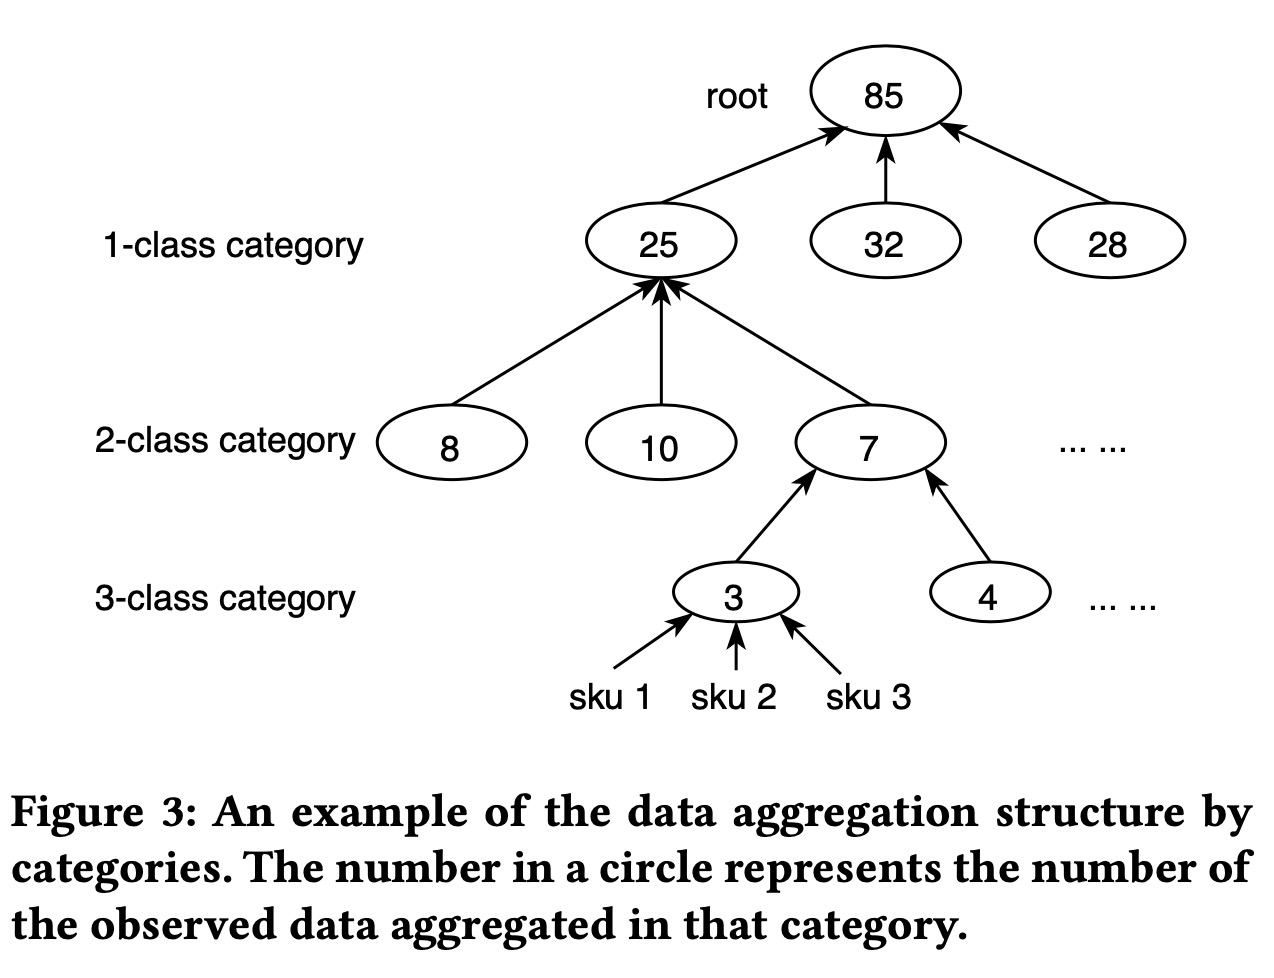 root 85
1-class category 25 32 28
2-class category 8 10 7 ... ...
3-class category 3 4 ... ...
sku 1 sku 2 sku 3
Figure 3: An example of the data aggregation structure by
categories. The number in a circle represents the number of
the observed data aggregated in that category.